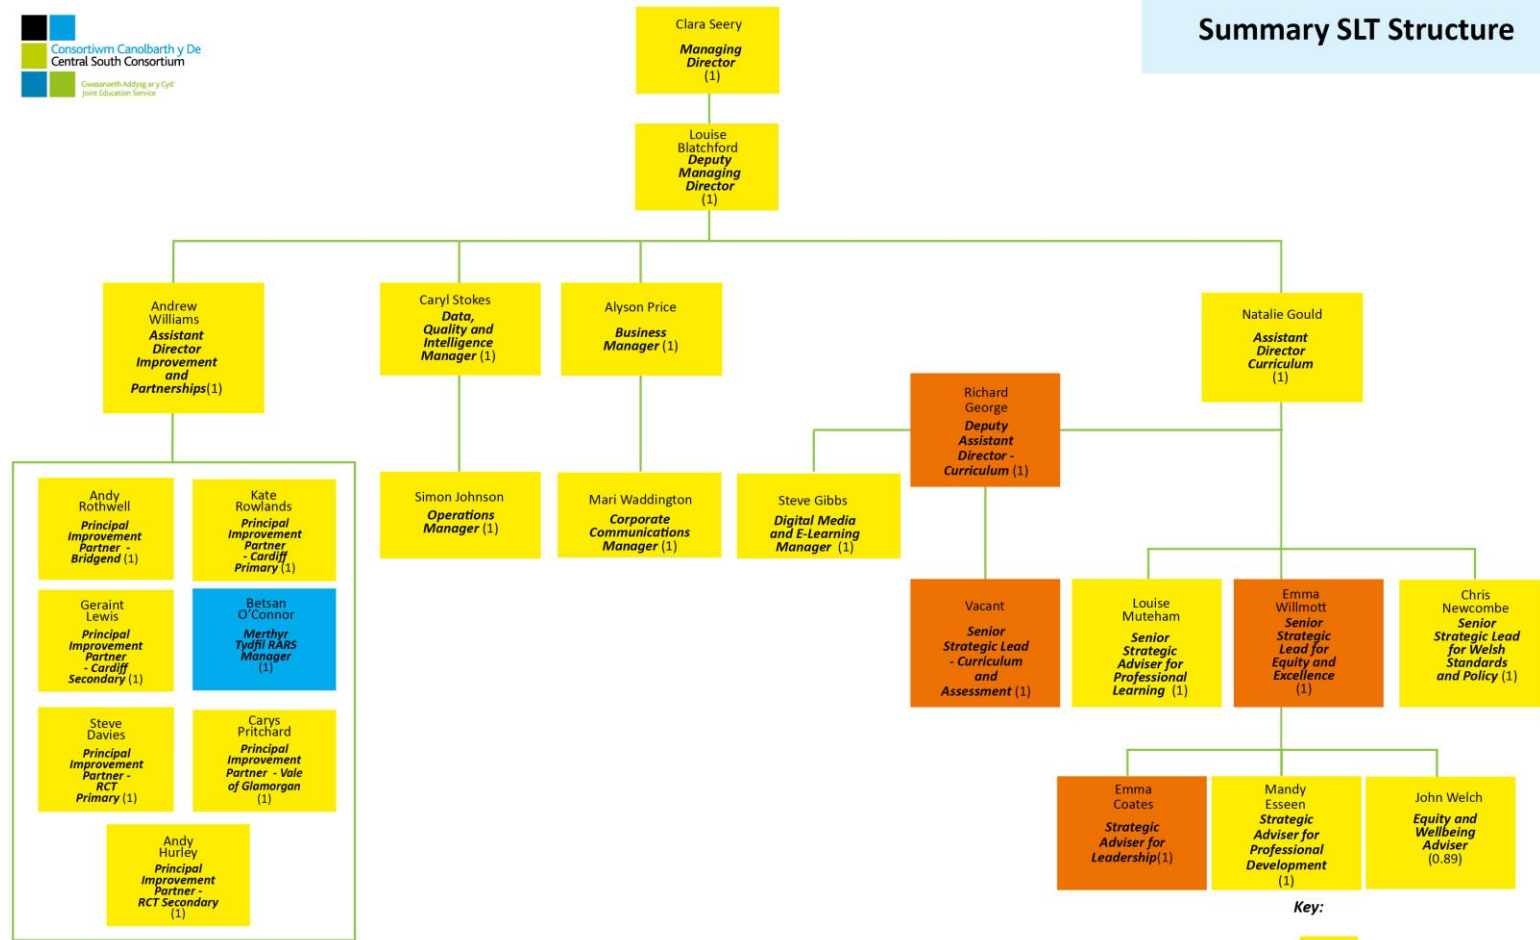 Consortiwm Canolbarth y De
Central South Consortium
Gwasanaeth Addysg ar y Cyd
Joint Education Service
Summary SLT Structure
Clara Seery
Managing
Director
(1)
Louise
Blatchford
Deputy
Managing
Director
(1)
Andrew
Williams
Assistant
Director
Improvement
and
Partnerships(1)
Caryl Stokes
Data,
Quality and
Intelligence
Manager (1)
Alyson Price
Business
Manager (1)
Natalie Gould
Assistant
Director
Curriculum
(1)
Richard
George
Deputy
Assistant
Director -
Curriculum (1)
Andy
Rothwell
Principal
Improvement
Partner -
Bridgend (1)
Kate
Rowlands
Principal
Improvement
Partner
- Cardiff
Primary (1)
Simon Johnson
Operations
Manager (1)
Mari Waddington
Corporate
Communications
Manager (1)
Steve Gibbs
Digital Media
and E-Learning
Manager (1)
Geraint
Lewis
Principal
Improvement
Partner
- Cardiff
Secondary (1)
Betsan
O'Connor
Merthyr
Tydfil RARS
Manager
(1)
Vacant
Senior
Strategic Lead
- Curriculum
and
Assessment (1)
Louise
Muteham
Senior
Strategic
Adviser for
Professional
Learning (1)
Emma
Willmott
Senior
Strategic
Lead for
Equity and
Excellence
(1)
Chris
Newcombe
Senior
Strategic Lead
for Welsh
Standards
and Policy (1)
Steve
Davies
Principal
Improvement
Partner -
RCT
Primary (1)
Carys
Pritchard
Principal
Improvement
Partner - Vale
of Glamorgan
(1)
Andy
Hurley
Principal
Improvement
Partner -
RCT Secondary
(1)
Emma
Coates
Strategic
Adviser for
Leadership(1)
Mandy
Esseen
Strategic
Adviser for
Professional
Development
(1)
John Welch
Equity and
Wellbeing
Adviser
(0.89)
Key: